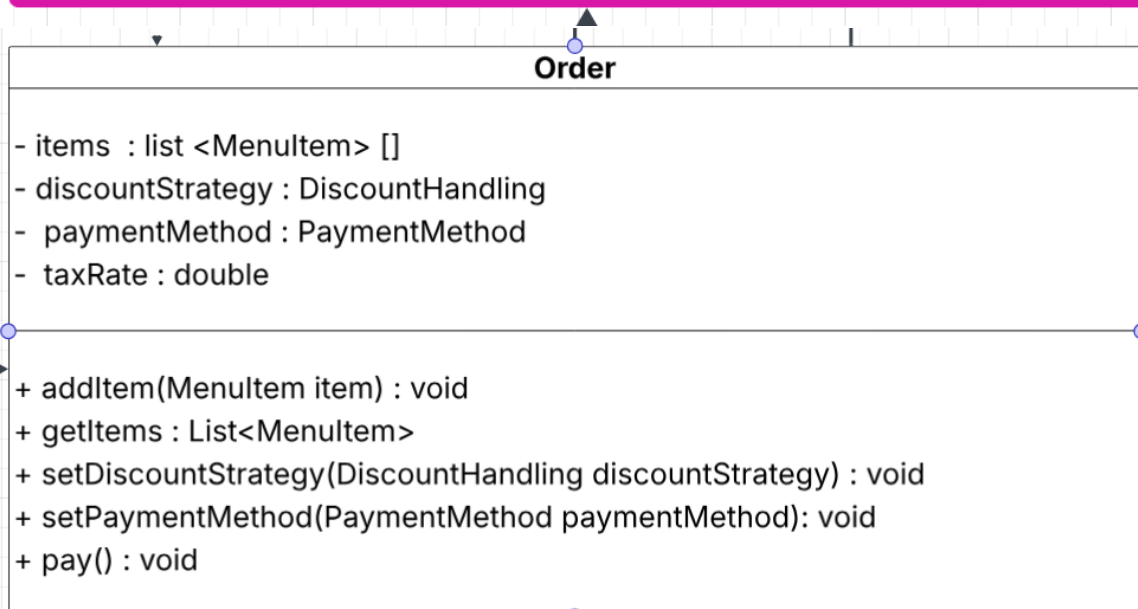 Order
- items  : list <MenuItem> []
- discountStrategy : DiscountHandling
-  paymentMethod : PaymentMethod
-  taxRate : double
+ addItem(MenuItem item) : void
+ getItems : List<MenuItem>
+ setDiscountStrategy(DiscountHandling discountStrategy) : void
+ setPaymentMethod(PaymentMethod paymentMethod): void
+ pay() : void